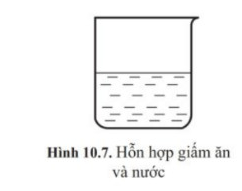 Hình 10.7. Hỗn hợp giấm ăn
và nước